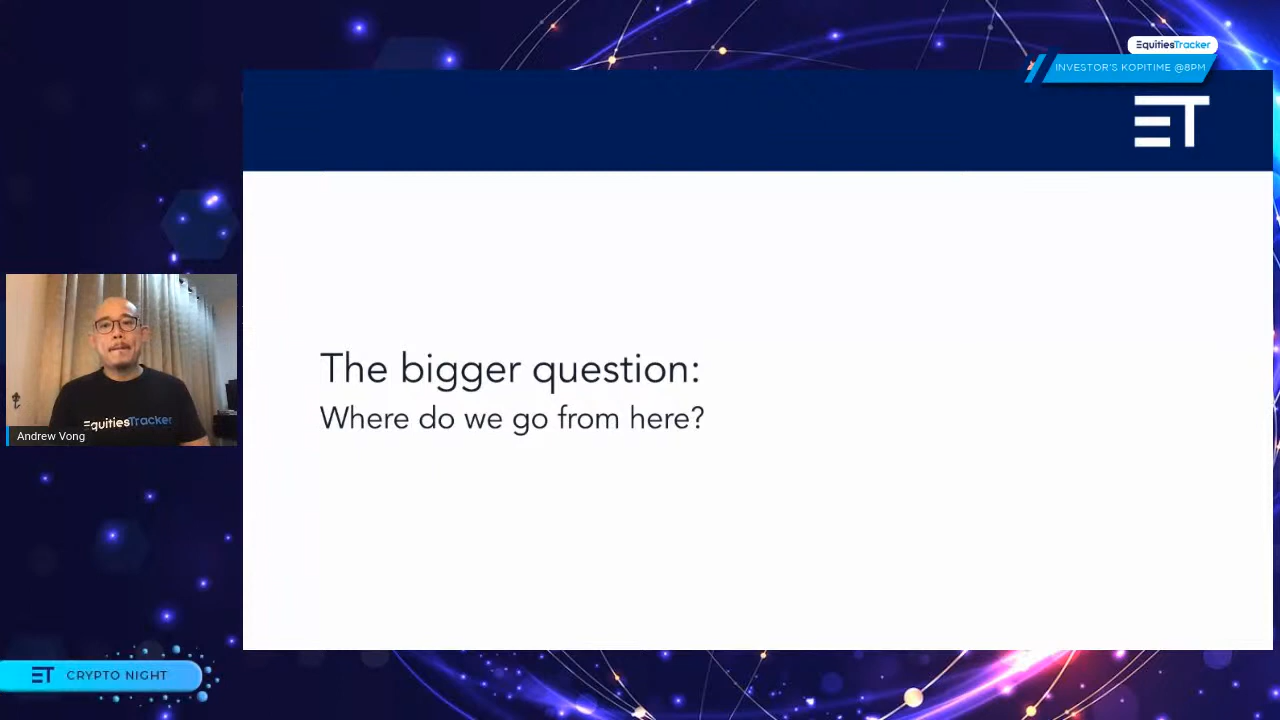 EquitiesTracker
INVESTOR'S KOPITIME @8PM
ET
The bigger question:
Where do we go from here?
EquitiesTracker
Andrew Vong
ET CRYPTO NIGHT